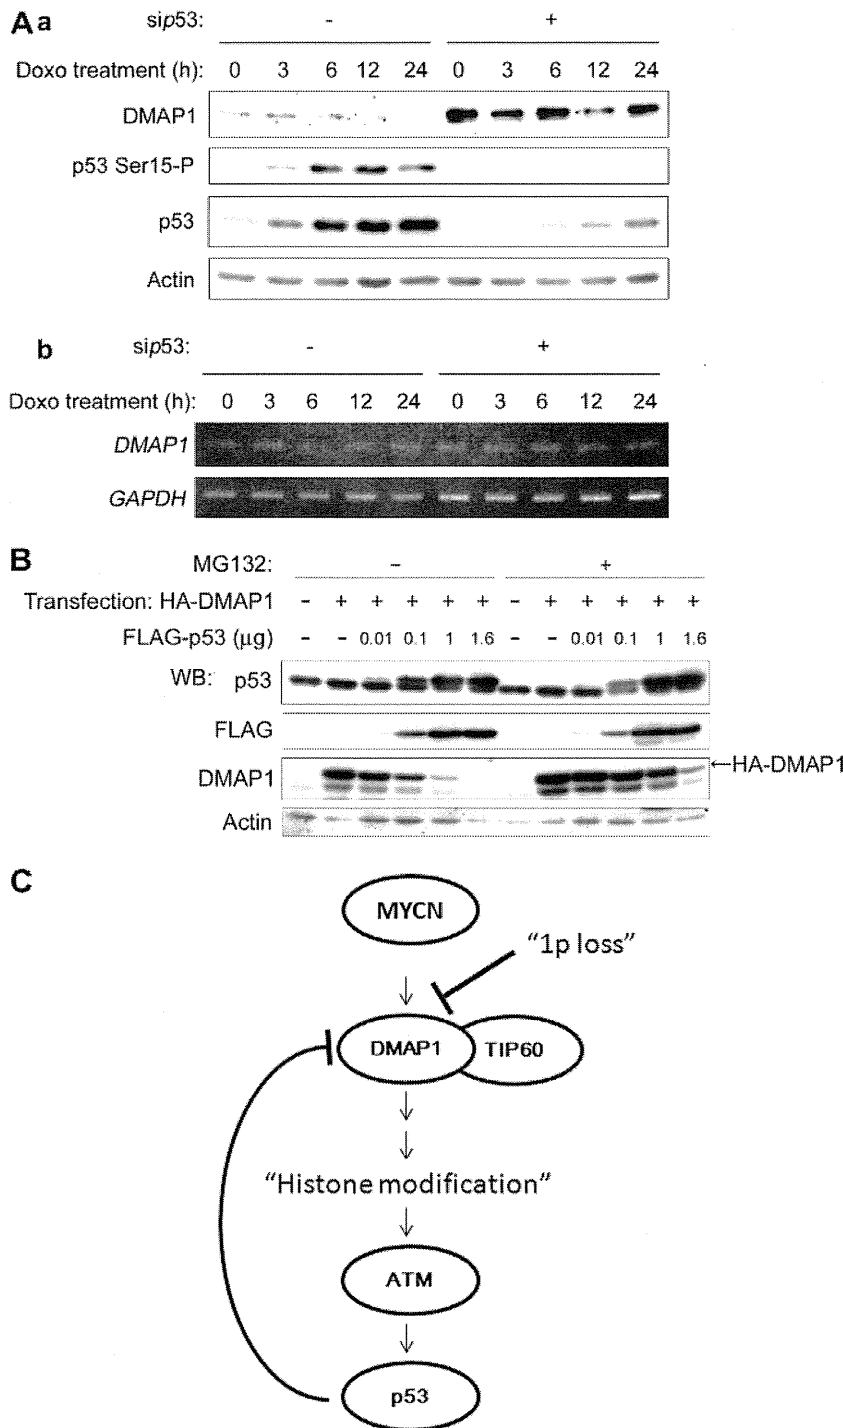 Aa
sip53: - +
Doxo treatment (h): 0 3 6 12 24 0 3 6 12 24
DMAP1
p53 Ser15-P
p53
Actin
b
sip53: - +
Doxo treatment (h): 0 3 6 12 24 0 3 6 12 24
DMAP1
GAPDH
B
MG132: − +
Transfection: HA-DMAP1 − + + + + + − + + + + +
FLAG-p53 (μg) − − 0.01 0.1 1 1.6 − − 0.01 0.1 1 1.6
WB: p53
FLAG
DMAP1 ←HA-DMAP1
Actin
C
MYCN
“1p loss”
DMAP1 TIP60
“Histone modification”
ATM
p53